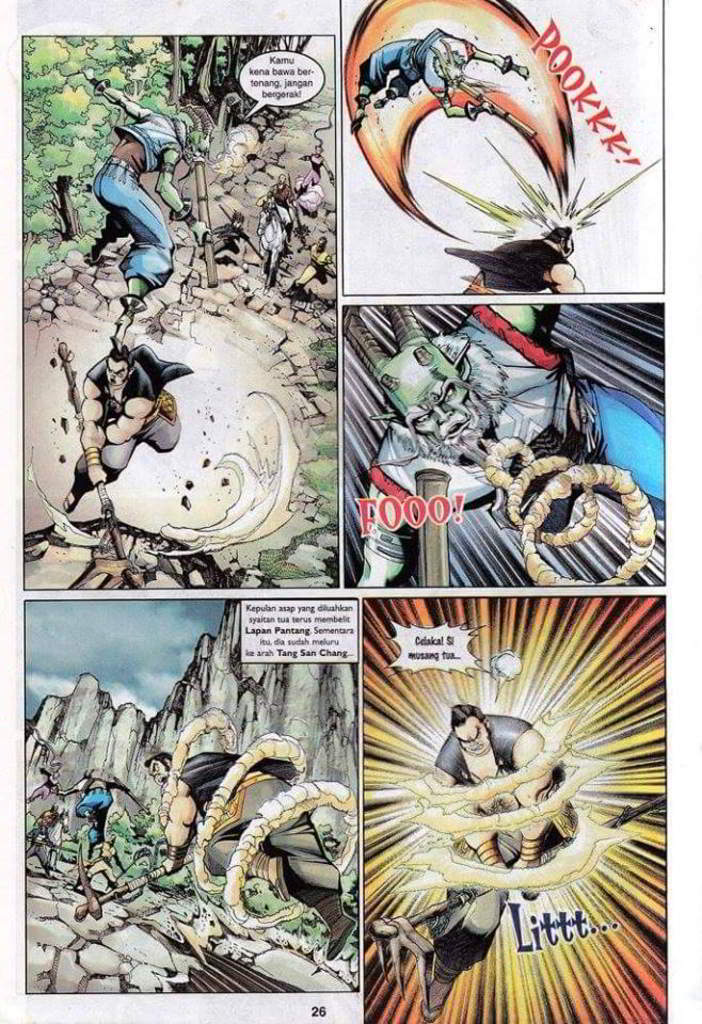 Kamu
kena bawa ber-
tenang, jangan
bergerak!
POOKKK!
FOOO!
Kepulan asap yang diluahkan
syaitan tua terus membelit
Lapan Pantang. Sementara
itu, dia sudah meluru
ke arah Tang San Chang...
Celaka! Si
musang tua...
Littt...
26